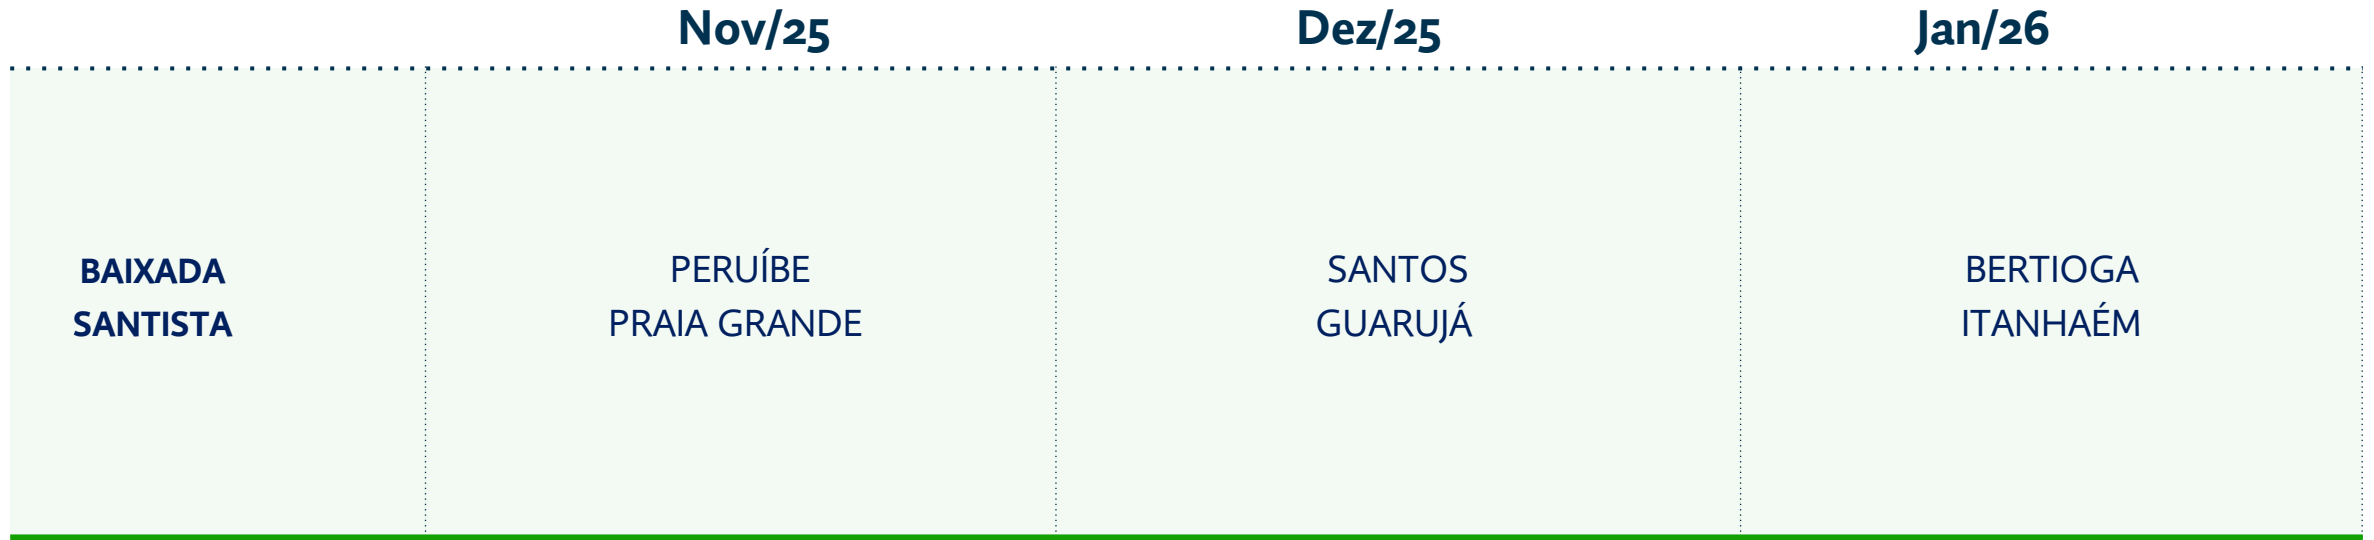 Nov/25 Dez/25 Jan/26
BAIXADA PERUÍBE SANTOS BERTIOGA
SANTISTA PRAIA GRANDE GUARUJÁ ITANHAÉM